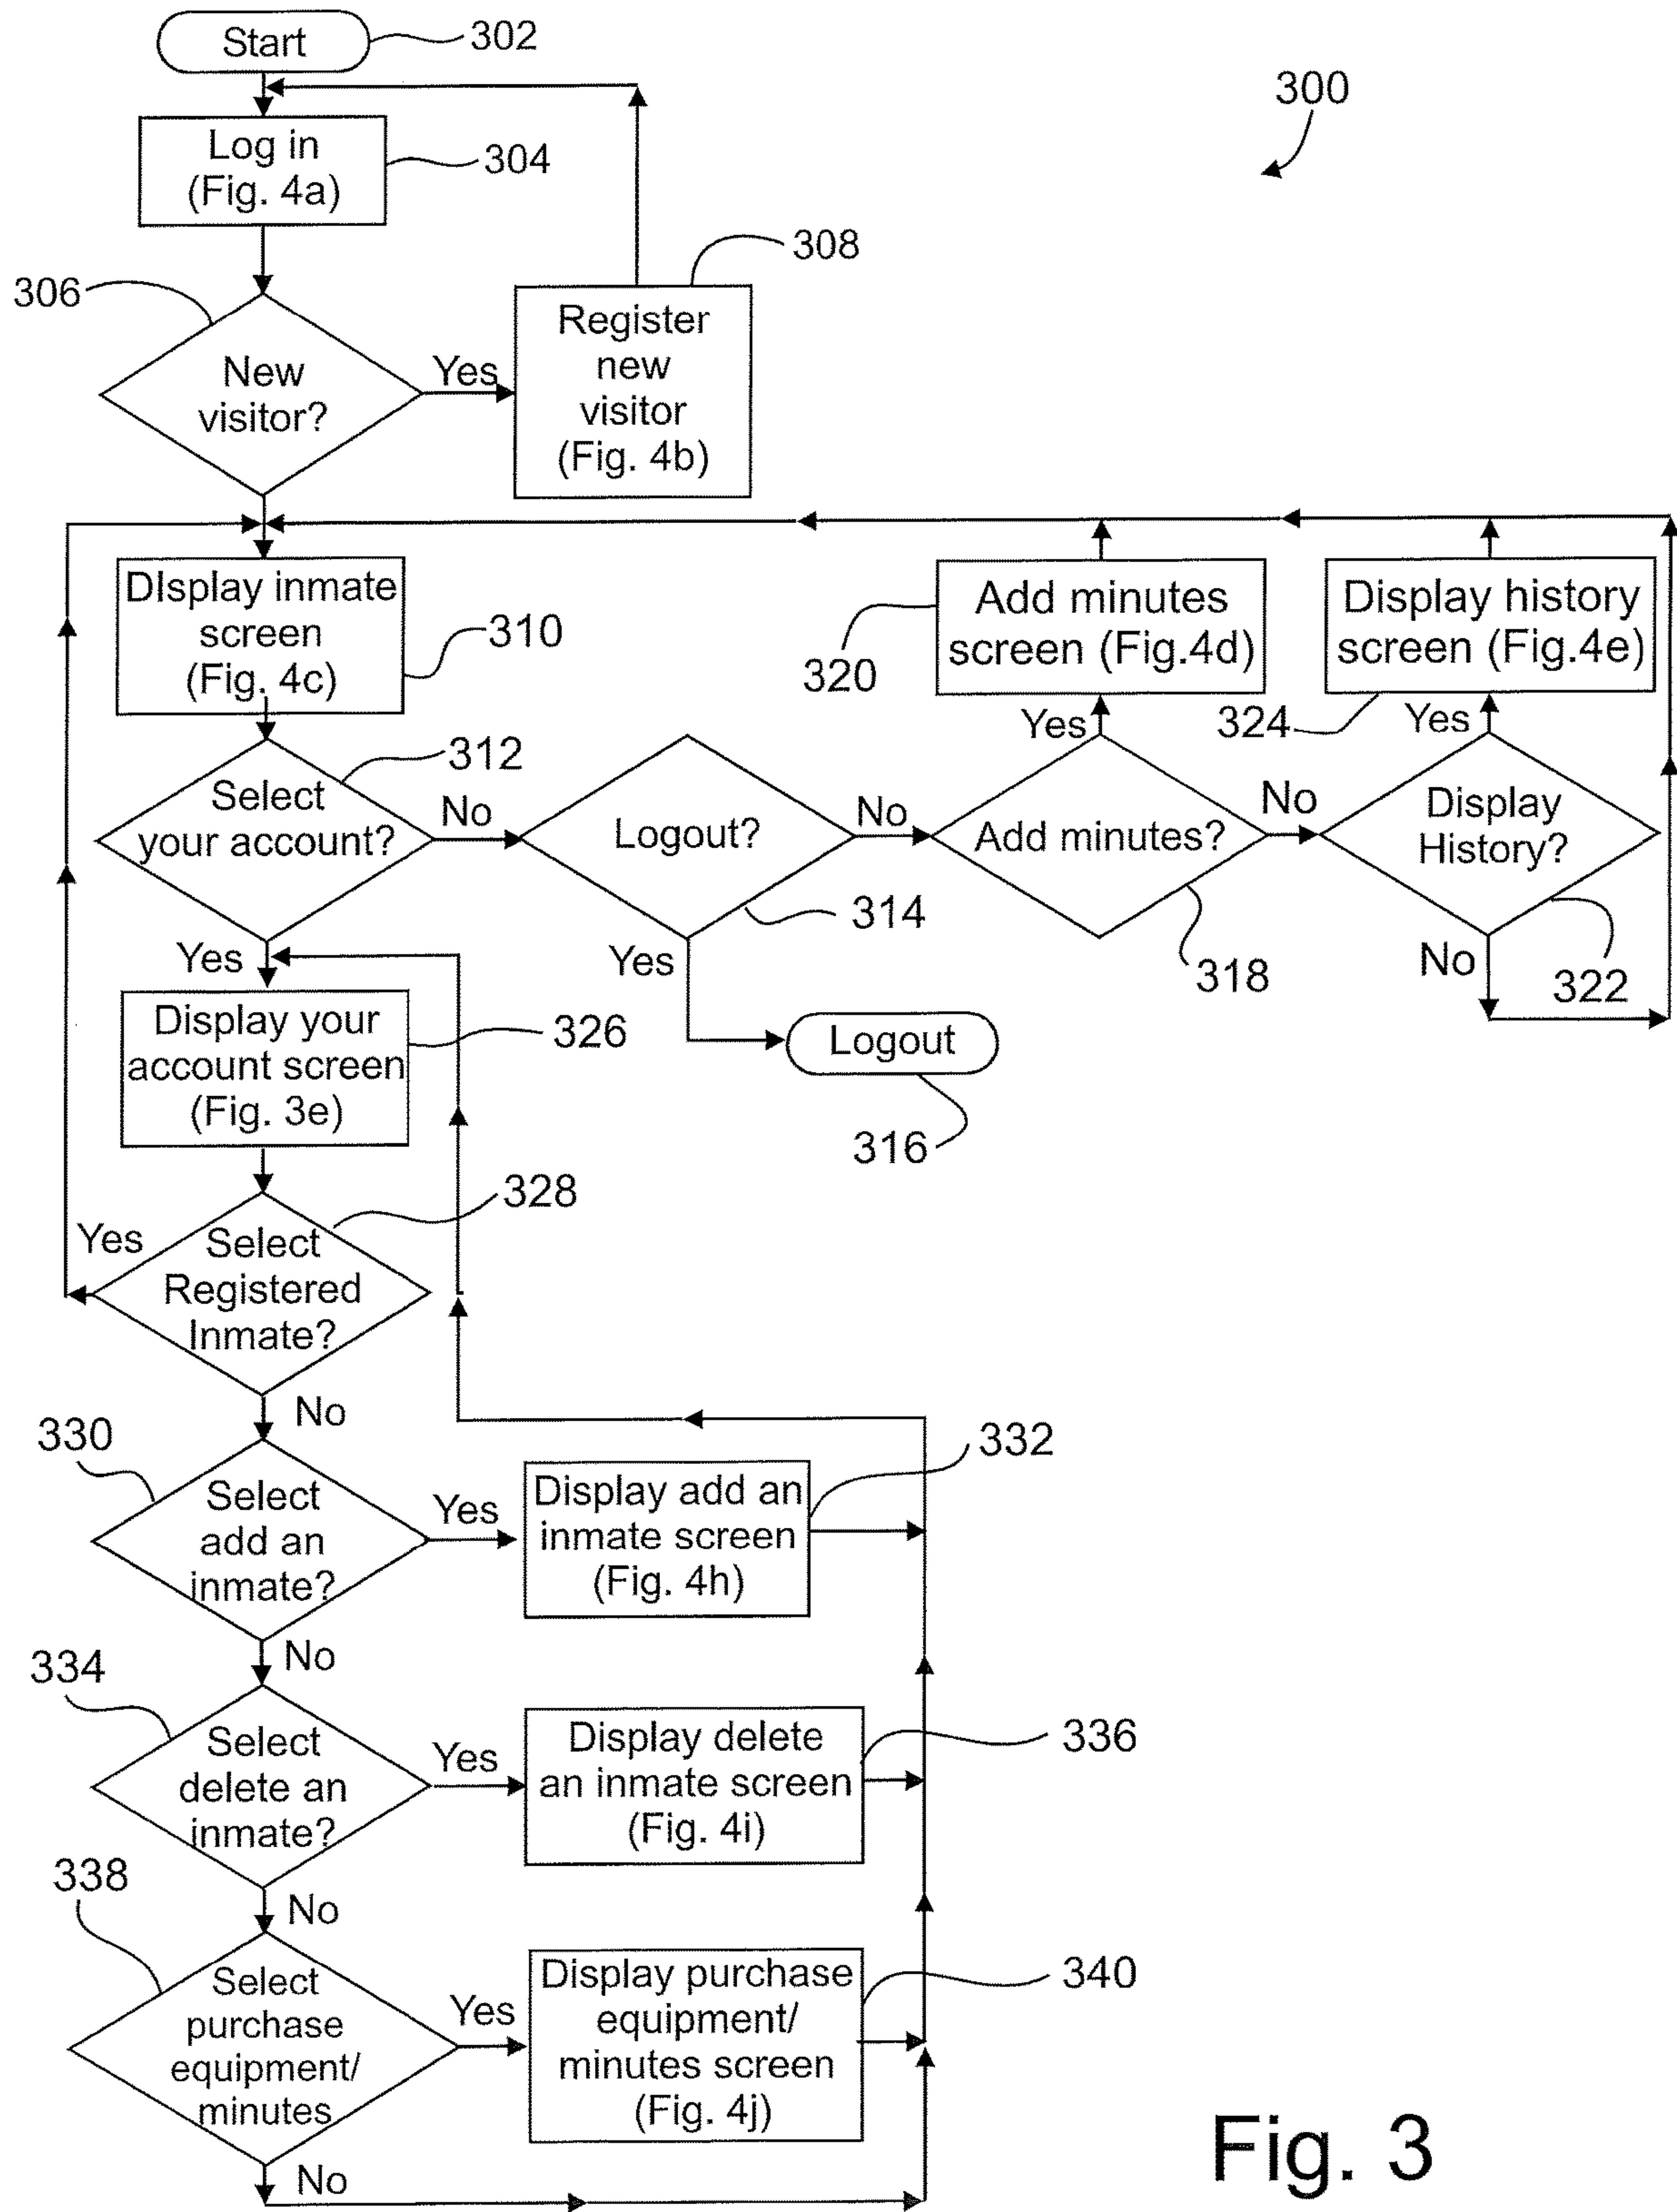 Start
302
300
Log in
(Fig. 4a)
304
306
New
visitor?
Yes
308
Register
new
visitor
(Fig. 4b)
DIsplay inmate
screen
(Fig. 4c)
310
Add minutes
screen (Fig.4d)
320
Display history
screen (Fig.4e)
324
Yes
Yes
312
Select
your account?
No
Logout?
314
No
Add minutes?
318
No
Display
History?
322
No
Yes
Yes
Logout
316
Display your
account screen
(Fig. 3e)
326
328
Yes
Select
Registered
Inmate?
No
330
Select
add an
inmate?
Yes
Display add an
inmate screen
(Fig. 4h)
332
No
334
Select
delete an
inmate?
Yes
Display delete
an inmate screen
(Fig. 4i)
336
No
338
Select
purchase
equipment/
minutes
Yes
Display purchase
equipment/
minutes screen
(Fig. 4j)
340
No
Fig. 3